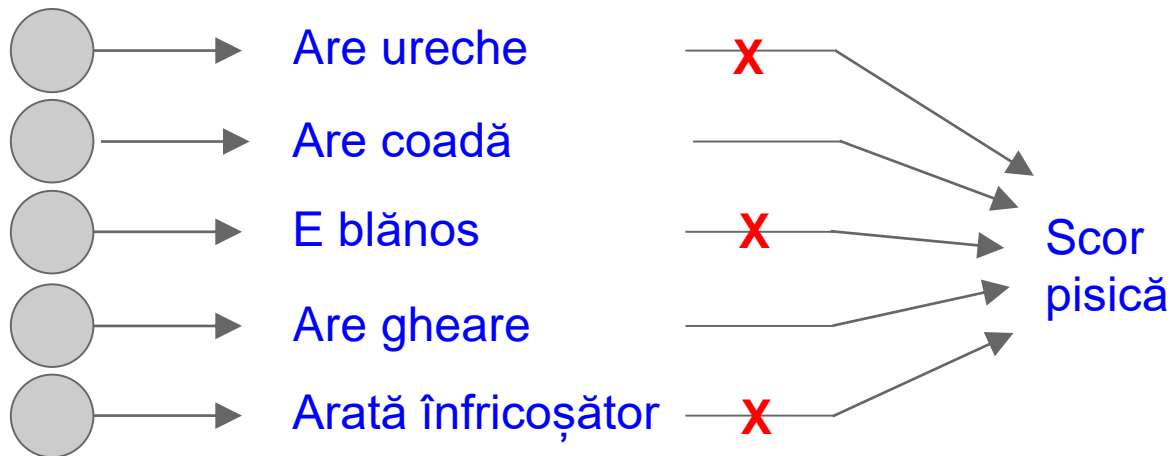 Are ureche
X
Are coadă
E blănos
X
Scor
pisică
Are gheare
Arată înfricoșător
X